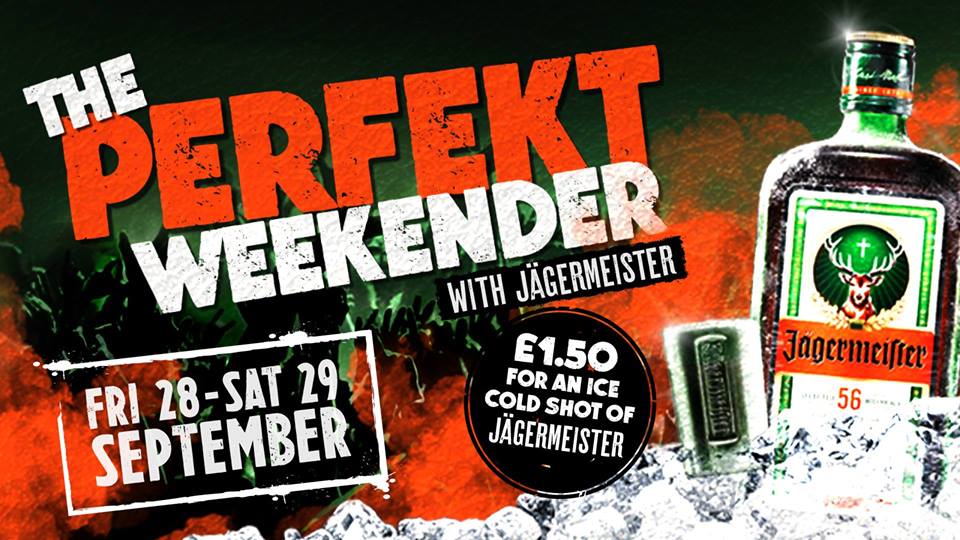 THE
PERFEKT
WEEKENDER
WITH JÄGERMEISTER
FRI 28-SAT 29
SEPTEMBER
£1.50
FOR AN ICE
COLD SHOT OF
JÄGERMEISTER
Jägermeister
56